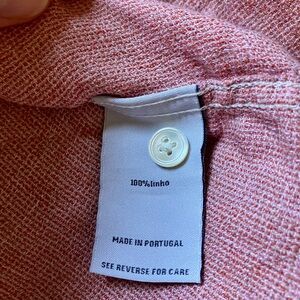 100%linho
MADE IN PORTUGAL
SEE REVERSE FOR CARE